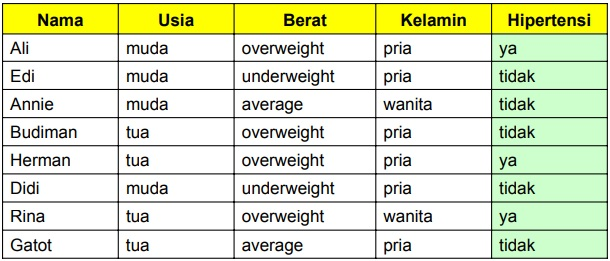 Nama Usia Berat Kelamin Hipertensi
Ali muda overweight pria ya
Edi muda underweight pria tidak
Annie muda average wanita tidak
Budiman tua overweight pria tidak
Herman tua overweight pria ya
Didi muda underweight pria tidak
Rina tua overweight wanita ya
Gatot tua average pria tidak